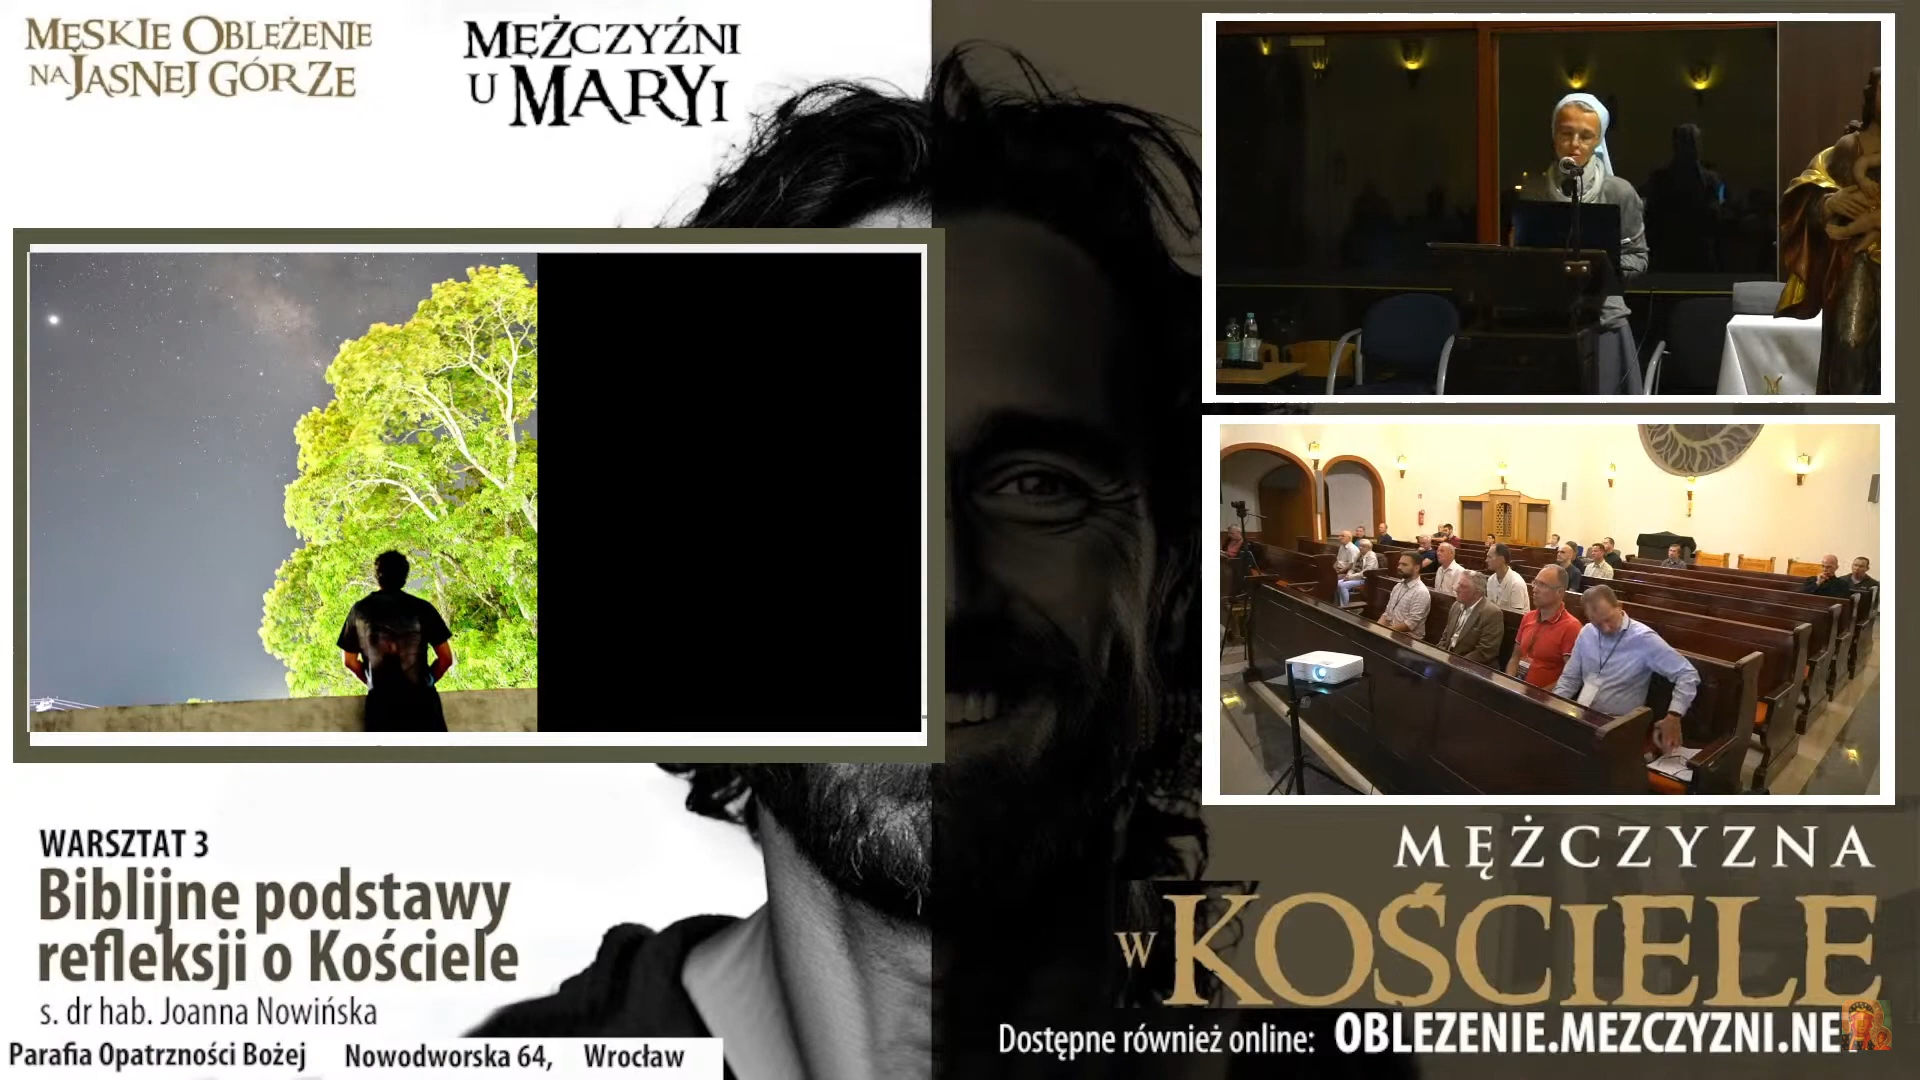 MĘSKIE OBLĘŻENIE
NA JASNEJ GÓRZE
MĘŻCZYŹNI
U MARYI
WARSZTAT 3
Biblijne podstawy
refleksji o Kościele
s. dr hab. Joanna Nowińska
Parafia Opatrzności Bożej Nowodworska 64, Wrocław
MĘŻCZYZNA
W KOŚCIELE
Dostępne również online: OBLEZENIE.MEZCZYZNI.NE